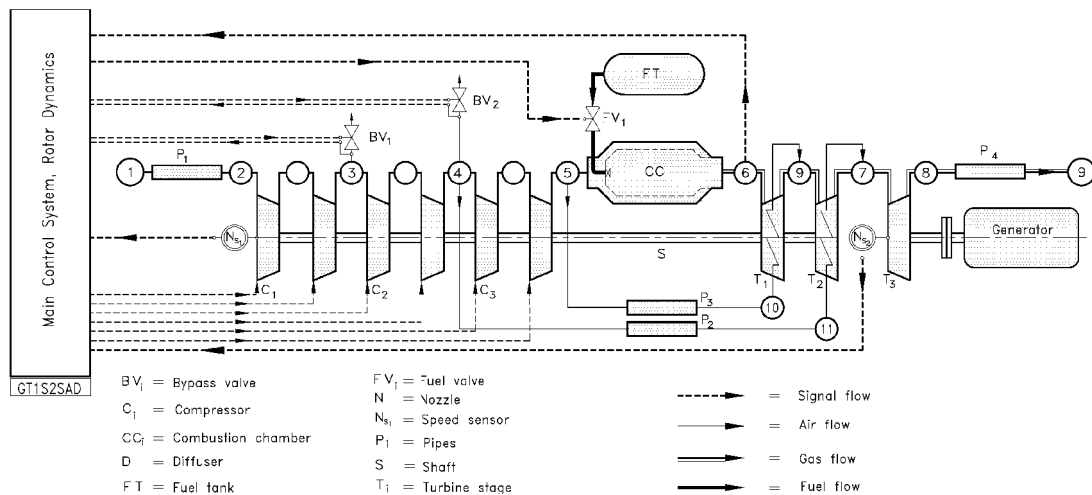 Main Control System, Rotor Dynamics
GT1S2SAD
FT
FV1
BV2
BV1
P1
CC
P4
1
2
3
4
5
6
9
7
8
9
Ns1
Ns2
Generator
S
C1
C2
C3
T1
T2
T3
P3
P2
10
11
BVi = Bypass valve
Ci = Compressor
CCi = Combustion chamber
D = Diffuser
FT = Fuel tank
FVi = Fuel valve
N = Nozzle
Nsi = Speed sensor
Pi = Pipes
S = Shaft
Ti = Turbine stage
= Signal flow
= Air flow
= Gas flow
= Fuel flow